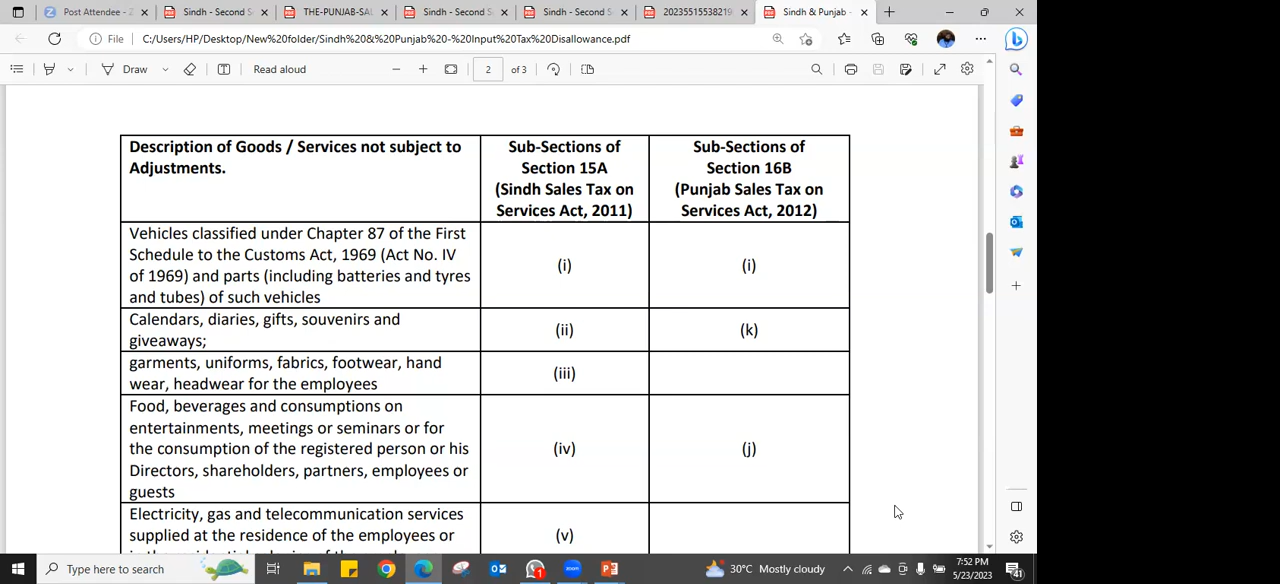 Post Attendee - Z
Sindh - Second S
THE-PUNJAB-SAL
Sindh - Second S
Sindh - Second S
20235515538219
Sindh & Punjab -
File
C:/Users/HP/Desktop/New%20folder/Sindh%20&%20Punjab%20-%20Input%20Tax%20Disallowance.pdf
Draw
Read aloud
2
of 3
Description of Goods / Services not subject to
Adjustments.
Sub-Sections of
Section 15A
(Sindh Sales Tax on
Services Act, 2011)
Sub-Sections of
Section 16B
(Punjab Sales Tax on
Services Act, 2012)
Vehicles classified under Chapter 87 of the First
Schedule to the Customs Act, 1969 (Act No. IV
of 1969) and parts (including batteries and tyres
and tubes) of such vehicles
(i)
(i)
Calendars, diaries, gifts, souvenirs and
giveaways;
(ii)
(k)
garments, uniforms, fabrics, footwear, hand
wear, headwear for the employees
(iii)
Food, beverages and consumptions on
entertainments, meetings or seminars or for
the consumption of the registered person or his
Directors, shareholders, partners, employees or
guests
(iv)
(j)
Electricity, gas and telecommunication services
supplied at the residence of the employees or
(v)
Type here to search
30°C Mostly cloudy
7:52 PM
5/23/2023
41